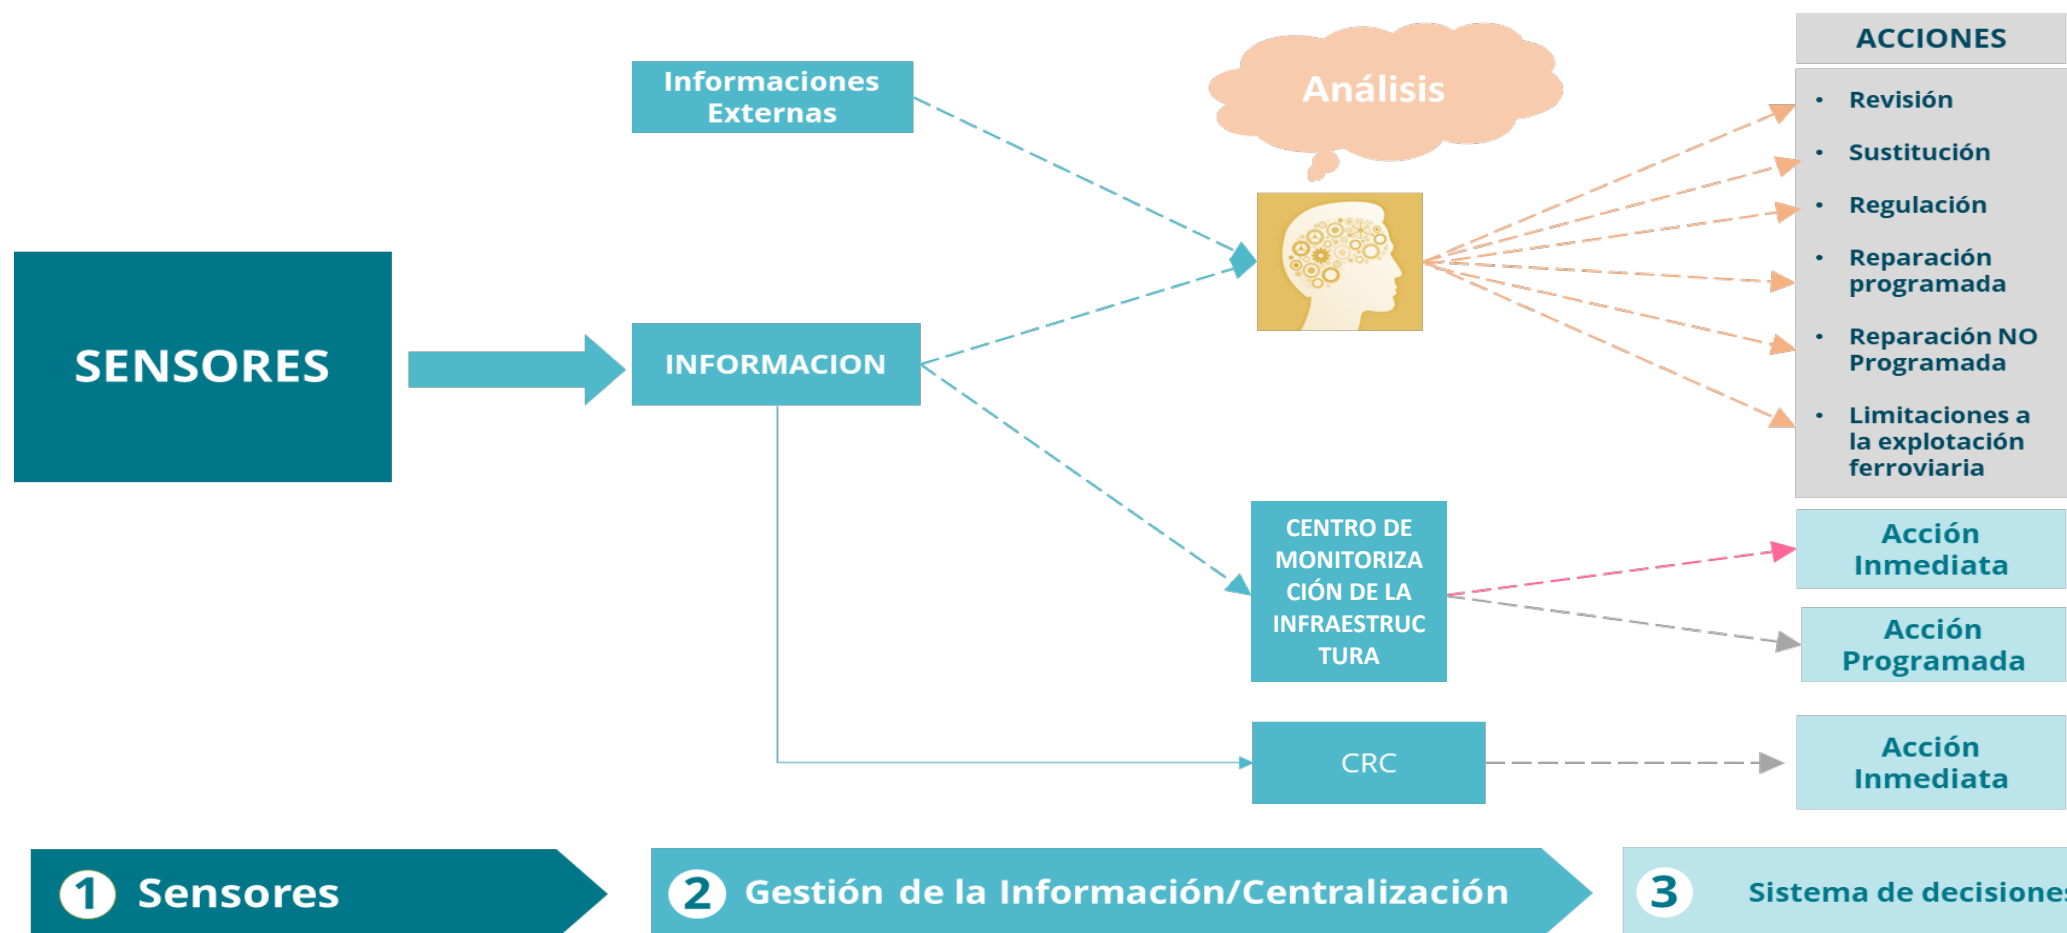 Informaciones
Externas
Análisis
ACCIONES
• Revisión
• Sustitución
• Regulación
• Reparación
programada
• Reparación NO
Programada
• Limitaciones a
la explotación
ferroviaria
SENSORES
INFORMACION
CENTRO DE
MONITORIZA
CIÓN DE LA
INFRAESTRUC
TURA
Acción
Inmediata
Acción
Programada
CRC
Acción
Inmediata
1 Sensores
2 Gestión de la Información/Centralización
3 Sistema de decisiones